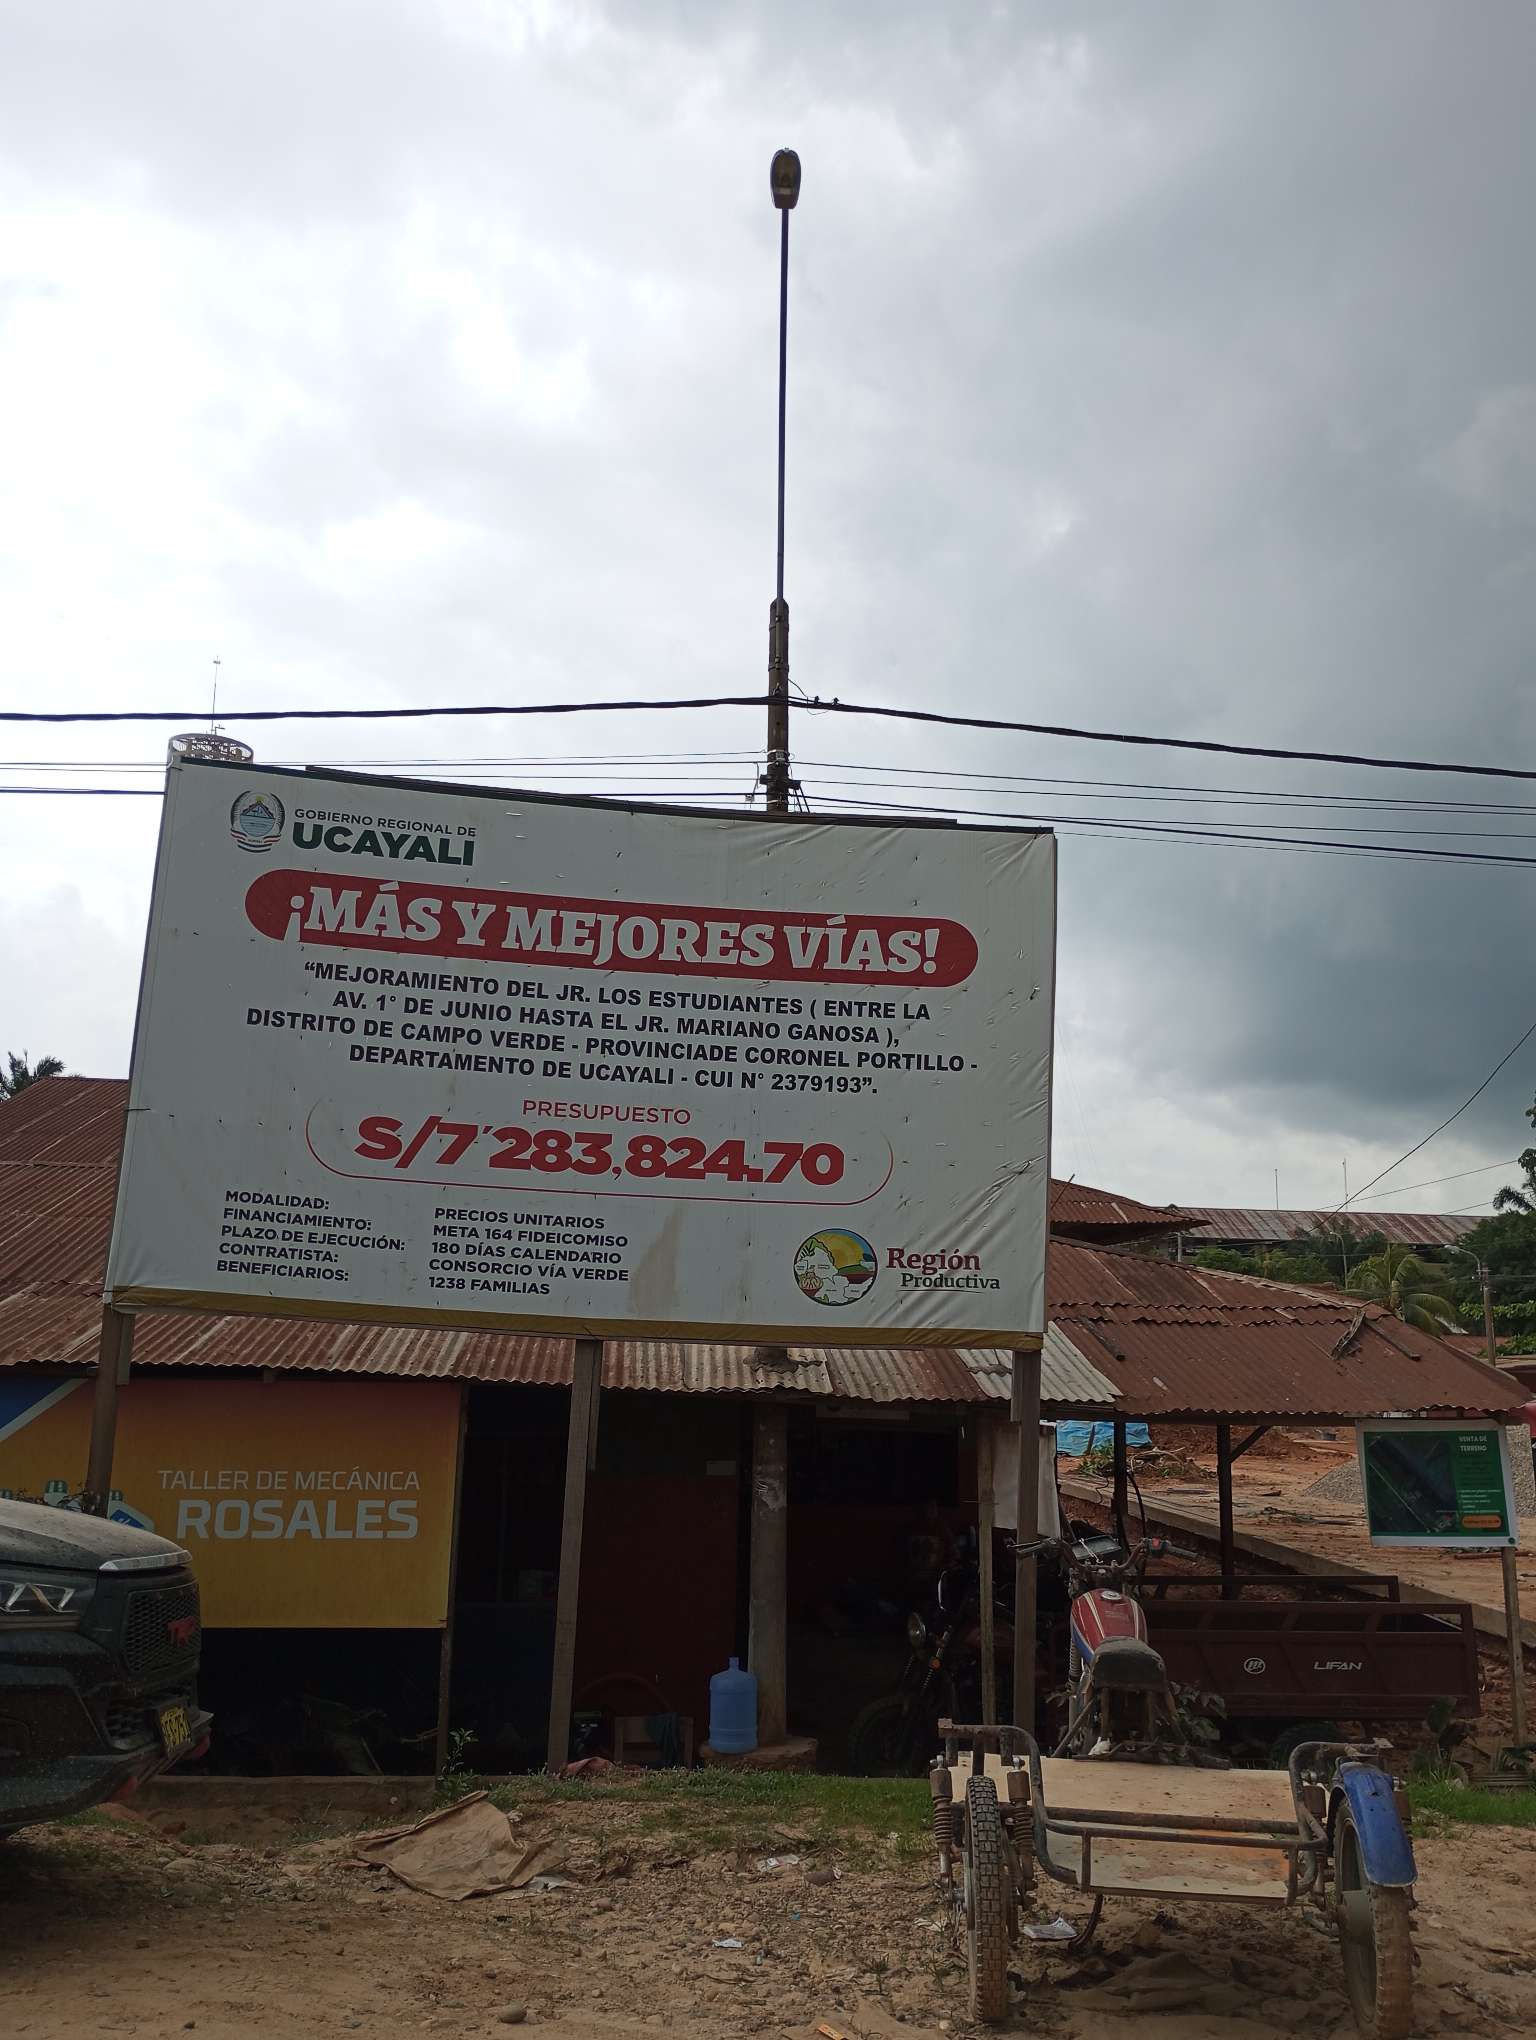 GOBIERNO REGIONAL DE
UCAYALI
¡MÁS Y MEJORES VÍAS!
“MEJORAMIENTO DEL JR. LOS ESTUDIANTES ( ENTRE LA
AV. 1° DE JUNIO HASTA EL JR. MARIANO GANOSA ),
DISTRITO DE CAMPO VERDE - PROVINCIADE CORONEL PORTILLO -
DEPARTAMENTO DE UCAYALI - CUI N° 2379193”.
PRESUPUESTO
S/7´283,824.70
MODALIDAD: PRECIOS UNITARIOS
FINANCIAMIENTO: META 164 FIDEICOMISO
PLAZO DE EJECUCIÓN: 180 DÍAS CALENDARIO
CONTRATISTA: CONSORCIO VÍA VERDE
BENEFICIARIOS: 1238 FAMILIAS
Región
Productiva
TALLER DE MECÁNICA
ROSALES
VENTA DE
TERRENO
LIFAN